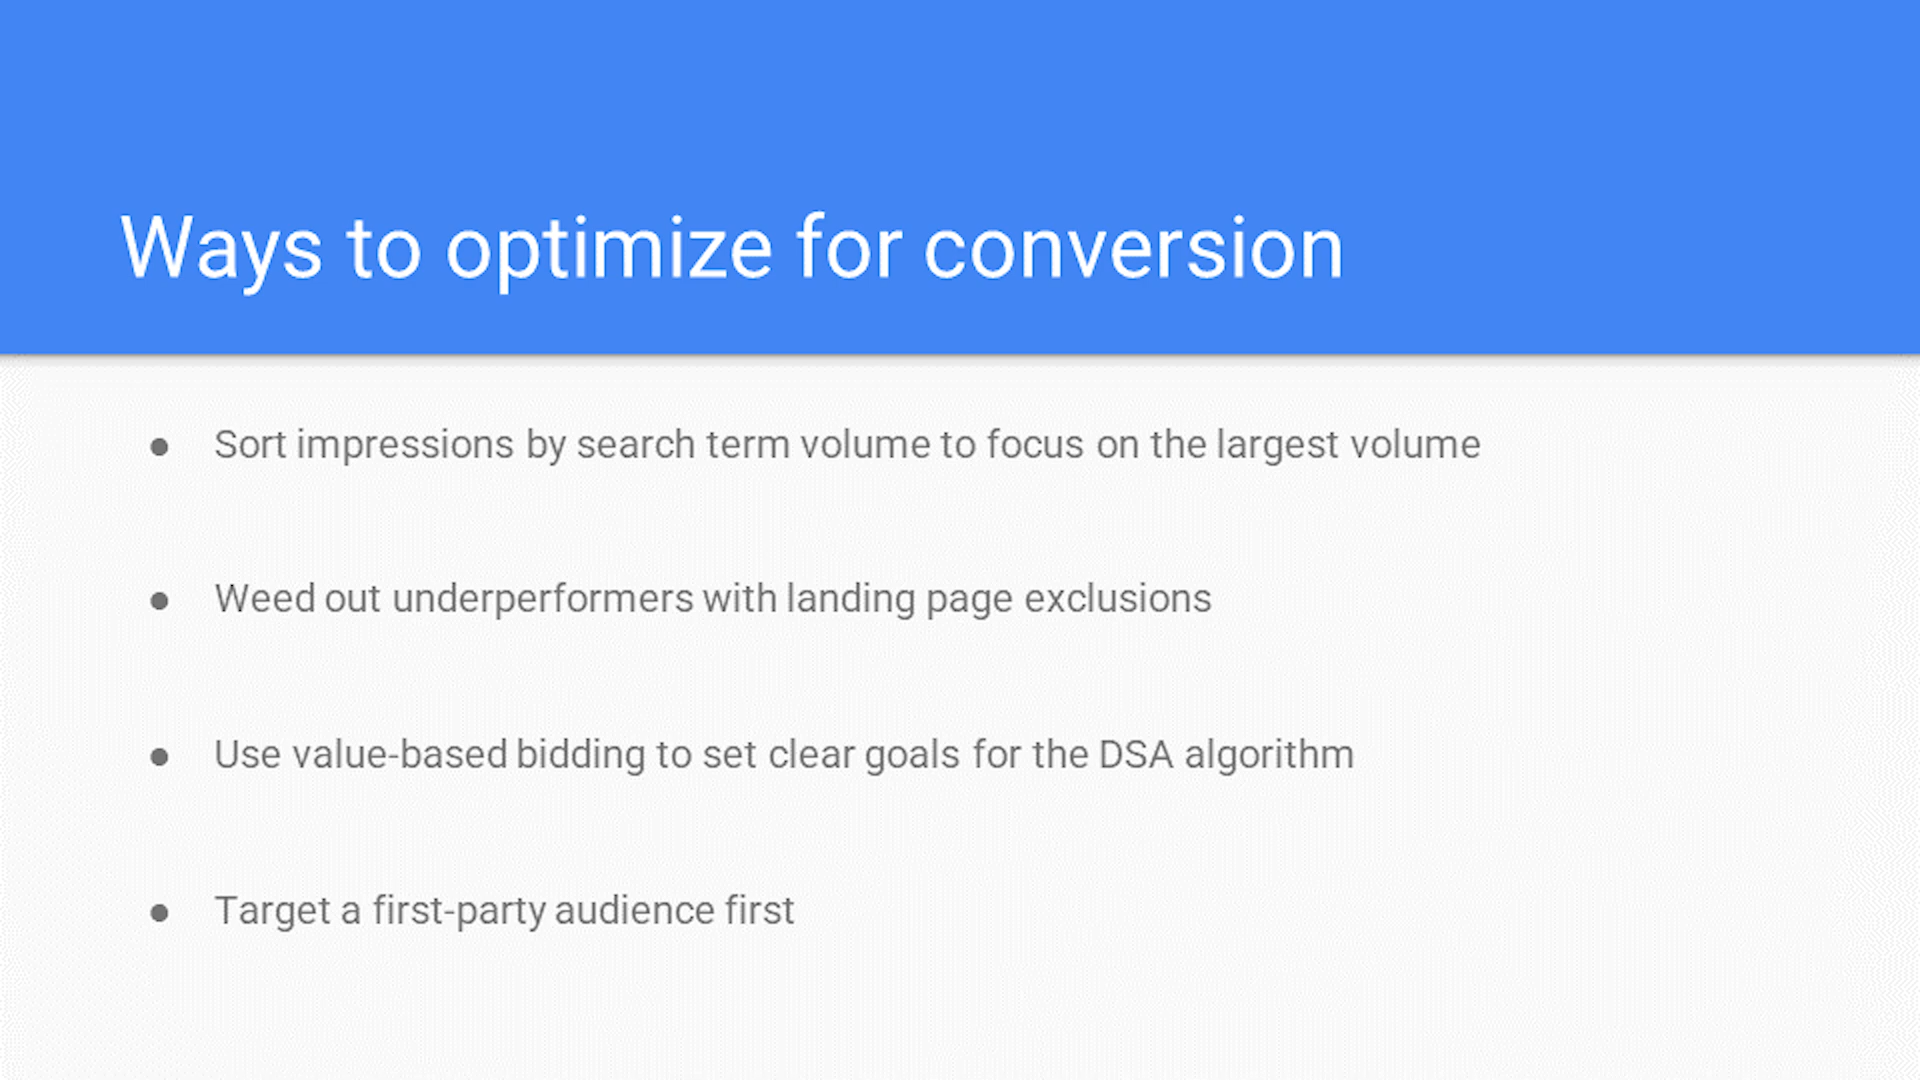 Ways to optimize for conversion
● Sort impressions by search term volume to focus on the largest volume
● Weed out underperformers with landing page exclusions
● Use value-based bidding to set clear goals for the DSA algorithm
● Target a first-party audience first